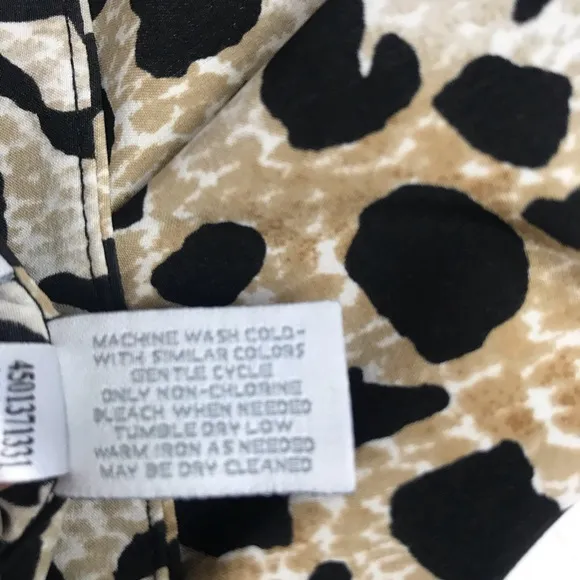 MACHINE WASH COLD-
WITH SIMILAR COLORS
GENTLE CYCLE
ONLY NON-CHLORINE
BLEACH WHEN NEEDED
TUMBLE DRY LOW
WARM IRON AS NEEDED
MAY BE DRY CLEANED